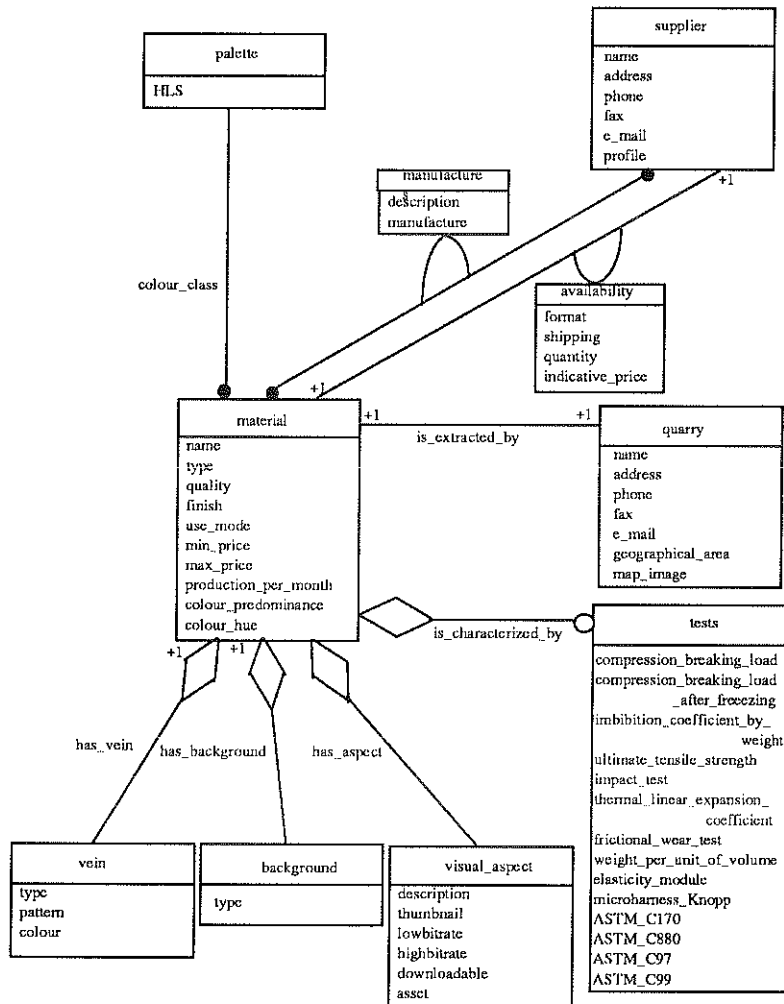 palette
HLS
supplier
name
address
phone
fax
e_mail
profile
+1
manufacture
description
manufacture
colour_class
availability
format
shipping
quantity
indicative_price
+1
material
name
type
quality
finish
use_mode
min_price
max_price
production_per_month
colour_predominance
colour_hue
+1
+1
is_extracted_by
quarry
name
address
phone
fax
e_mail
geographical_area
map_image
is_characterized_by
tests
compression_breaking_load
compression_breaking_load
_after_freezing
imbibition_coefficient_by_
weight
ultimate_tensile_strength
impact_test
thermal_linear_expansion_
coefficient
frictional_wear_test
weight_per_unit_of_volume
elasticity_module
microharness_Knopp
ASTM_C170
ASTM_C880
ASTM_C97
ASTM_C99
+1
+1
has_vein
has_background
has_aspect
vein
type
pattern
colour
background
type
visual_aspect
description
thumbnail
lowbitrate
highbitrate
downloadable
asset